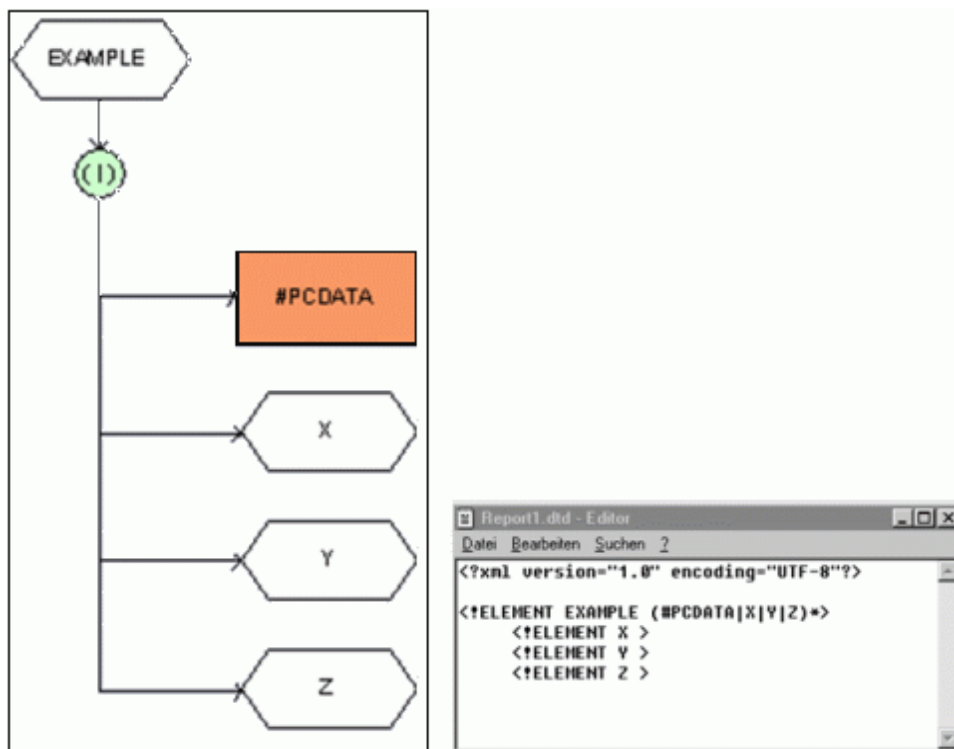 EXAMPLE
(|)
#PCDATA
X
Y
Z
Report1.dtd - Editor
Datei Bearbeiten Suchen ?
<?xml version="1.0" encoding="UTF-8"?>
<!ELEMENT EXAMPLE (#PCDATA|X|Y|Z)*>
<!ELEMENT X >
<!ELEMENT Y >
<!ELEMENT Z >